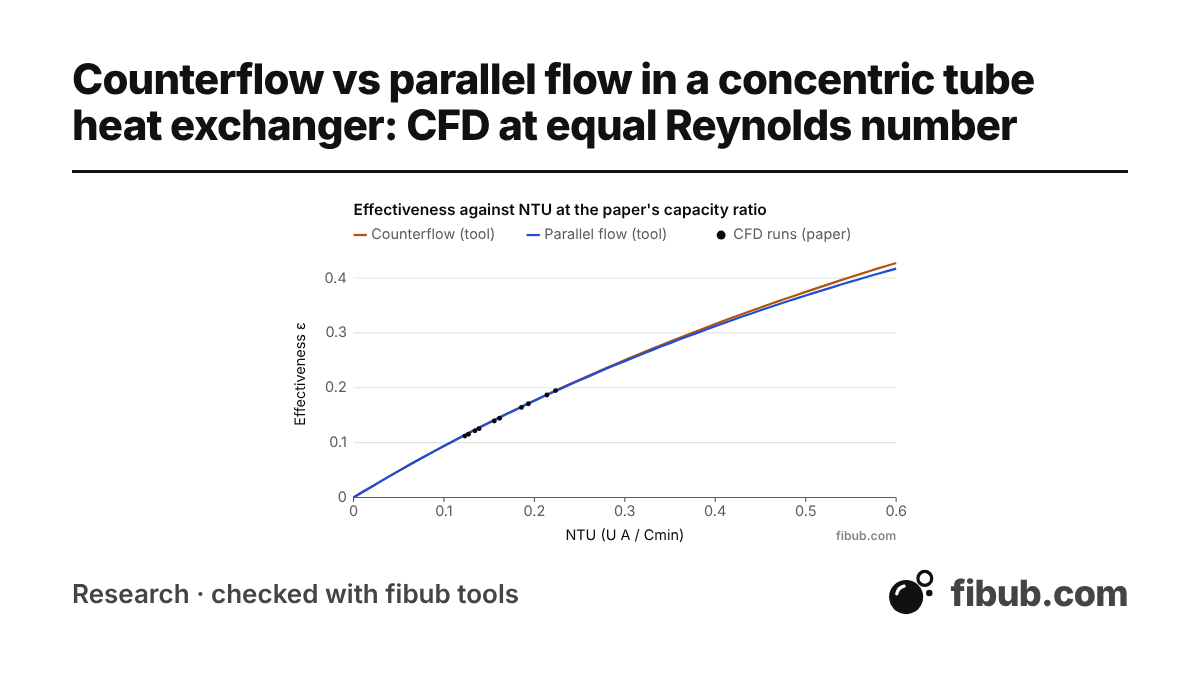 Counterflow vs parallel flow in a concentric tube
heat exchanger: CFD at equal Reynolds number
Effectiveness against NTU at the paper's capacity ratio
Counterflow (tool) Parallel flow (tool) CFD runs (paper)
Effectiveness ε
0.4
0.3
0.2
0.1
0
0 0.1 0.2 0.3 0.4 0.5 0.6
NTU (U A / Cmin)
fibub.com
Research · checked with fibub tools
fibub.com